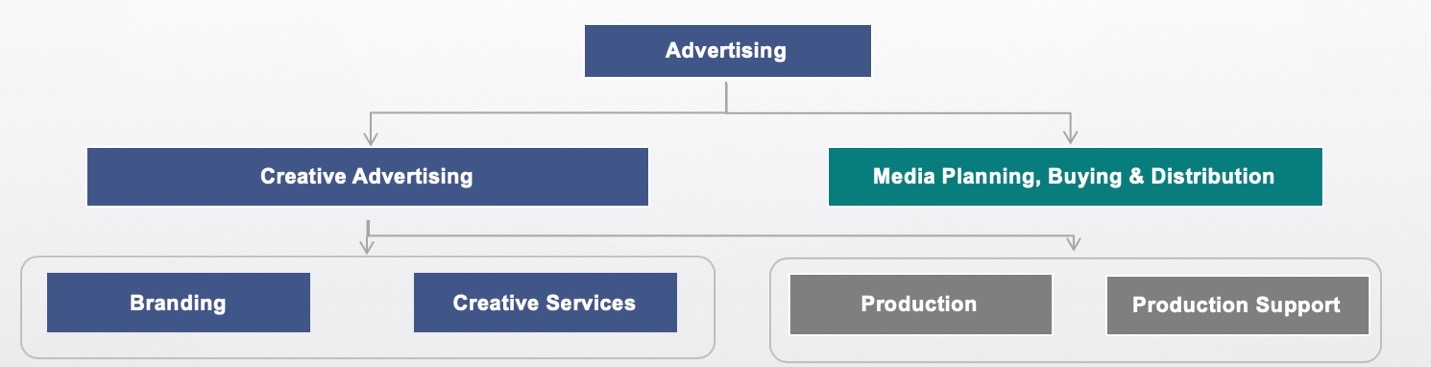 Advertising
Creative Advertising
Media Planning, Buying & Distribution
Branding
Creative Services
Production
Production Support